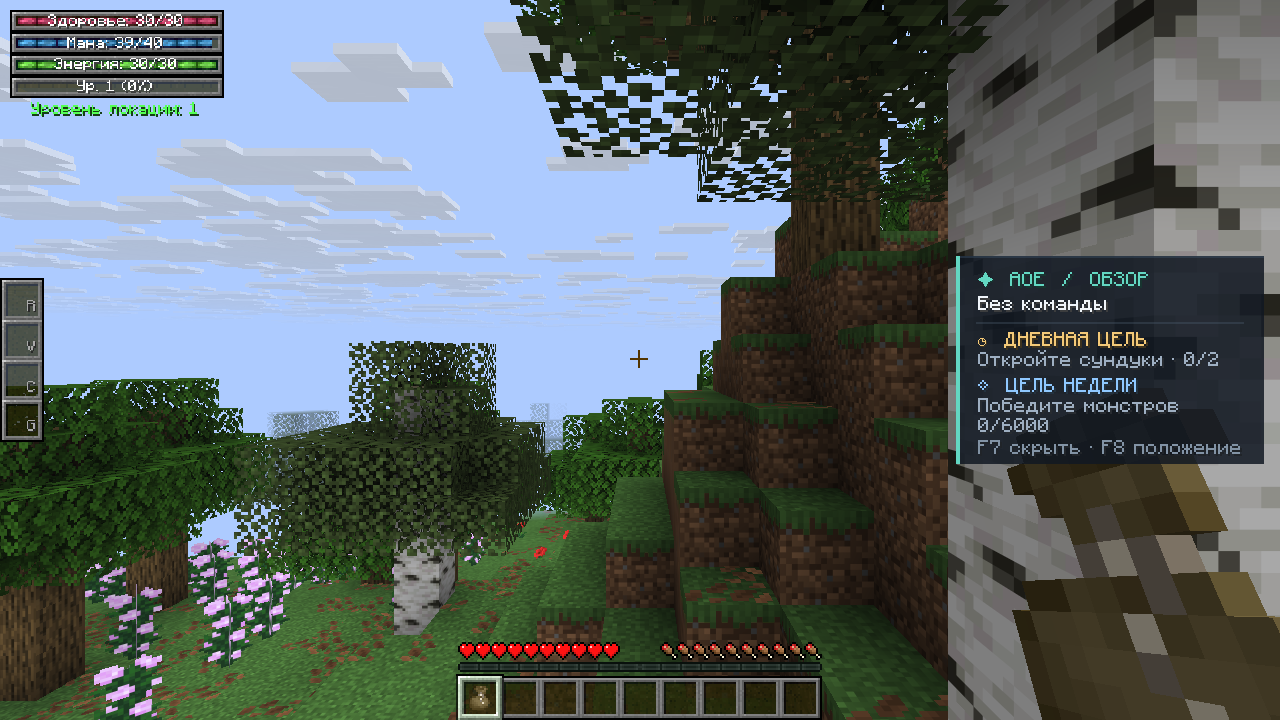 Здоровье: 30/30
Мана: 39/40
Энергия: 30/30
Ур. 1 (0%)
Уровень локации: 1
R
V
C
G
AOE / ОБЗОР
Без команды
ДНЕВНАЯ ЦЕЛЬ
Откройте сундуки · 0/2
ЦЕЛЬ НЕДЕЛИ
Победите монстров
0/6000
F7 скрыть · F8 положение